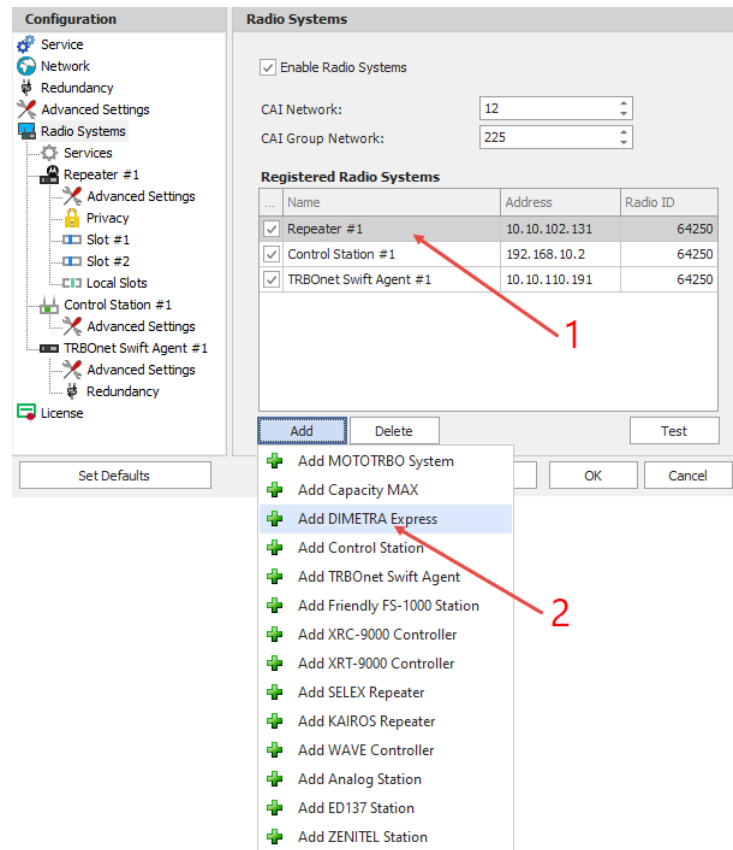 Configuration
Service
Network
Redundancy
Advanced Settings
Radio Systems
Services
Repeater #1
Advanced Settings
Privacy
Slot #1
Slot #2
Local Slots
Control Station #1
Advanced Settings
TRBOnet Swift Agent #1
Advanced Settings
Redundancy
License
Set Defaults
Radio Systems
Enable Radio Systems
CAI Network: 12
CAI Group Network: 225
Registered Radio Systems
... Name Address Radio ID
Repeater #1 10.10.102.131 64250
Control Station #1 192.168.10.2 64250
TRBOnet Swift Agent #1 10.10.110.191 64250
1
Add Delete Test
OK Cancel
Add MOTOTRBO System
Add Capacity MAX
Add DIMETRA Express
Add Control Station
Add TRBOnet Swift Agent
Add Friendly FS-1000 Station
2
Add XRC-9000 Controller
Add XRT-9000 Controller
Add SELEX Repeater
Add KAIROS Repeater
Add WAVE Controller
Add Analog Station
Add ED137 Station
Add ZENITEL Station